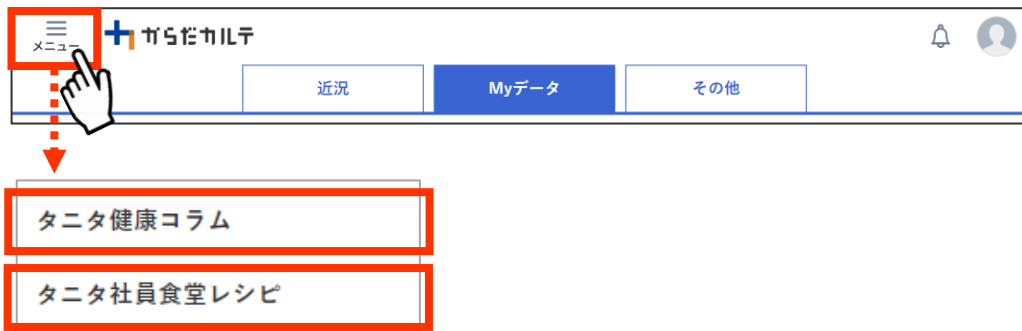 メニュー
からだカルテ
近況
Myデータ
その他
タニタ健康コラム
タニタ社員食堂レシピ